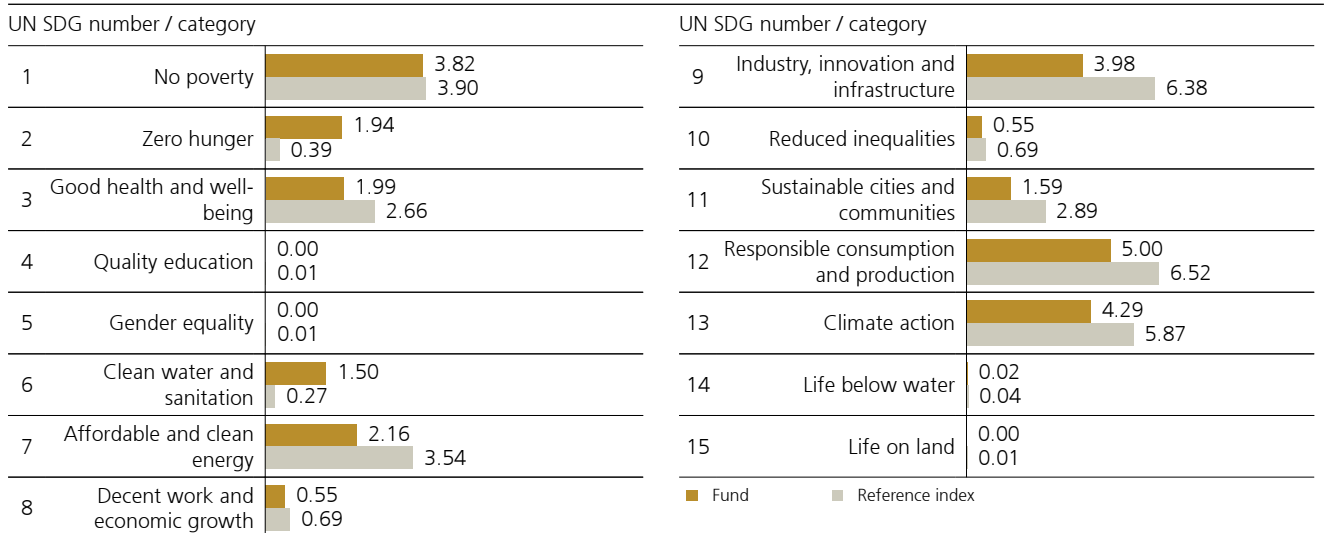 UN SDG number / category
1 No poverty 3.82
3.90
2 Zero hunger 1.94
0.39
3 Good health and well-
being 1.99
2.66
4 Quality education 0.00
0.01
5 Gender equality 0.00
0.01
6 Clean water and
sanitation 1.50
0.27
7 Affordable and clean
energy 2.16
3.54
8 Decent work and
economic growth 0.55
0.69
UN SDG number / category
9 Industry, innovation and
infrastructure 3.98
6.38
10 Reduced inequalities 0.55
0.69
11 Sustainable cities and
communities 1.59
2.89
12 Responsible consumption
and production 5.00
6.52
13 Climate action 4.29
5.87
14 Life below water 0.02
0.04
15 Life on land 0.00
0.01
Fund Reference index